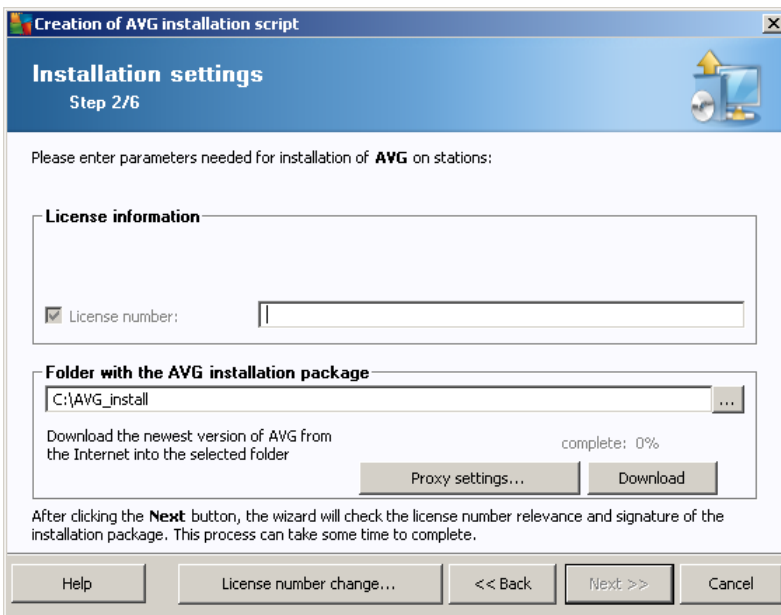 Creation of AVG installation script
Installation settings
Step 2/6
Please enter parameters needed for installation of AVG on stations:
License information
License number:
Folder with the AVG installation package
C:\AVG_install
...
Download the newest version of AVG from
the Internet into the selected folder
complete: 0%
Proxy settings...
Download
After clicking the Next button, the wizard will check the license number relevance and signature of the
installation package. This process can take some time to complete.
Help
License number change...
<< Back
Next >>
Cancel